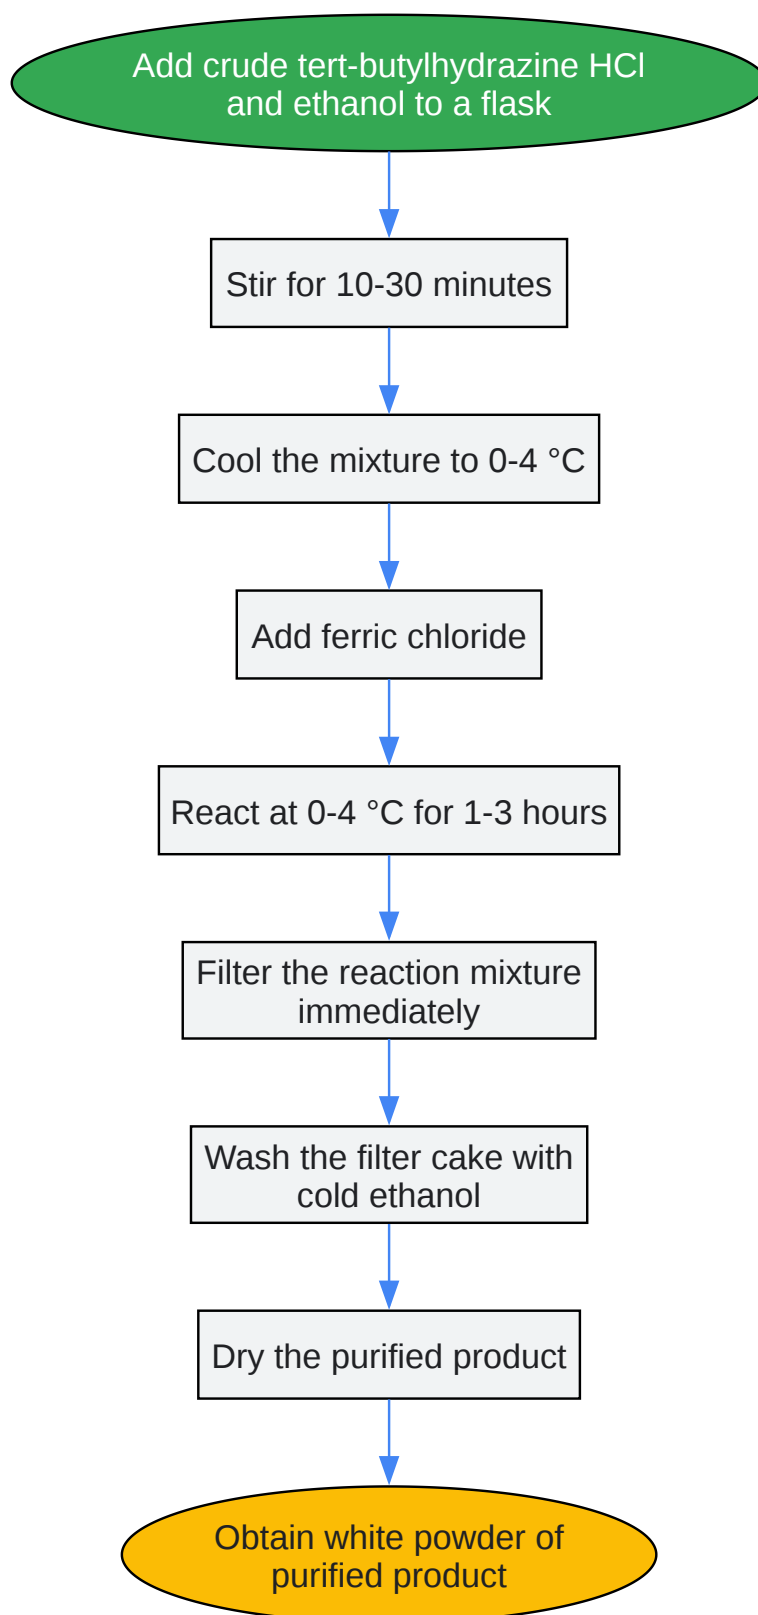 Add crude tert-butylhydrazine HCl
and ethanol to a flask
Stir for 10-30 minutes
Cool the mixture to 0-4 °C
Add ferric chloride
React at 0-4 °C for 1-3 hours
Filter the reaction mixture
immediately
Wash the filter cake with
cold ethanol
Dry the purified product
Obtain white powder of
purified product